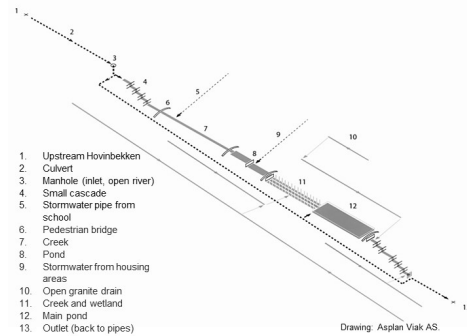 1
2
3
4
5
6
7
8
9
10
11
12
1
1. Upstream Hovinbekken
2. Culvert
3. Manhole (inlet, open river)
4. Small cascade
5. Stormwater pipe from
school
6. Pedestrian bridge
7. Creek
8. Pond
9. Stormwater from housing
areas
10. Open granite drain
11. Creek and wetland
12. Main pond
13. Outlet (back to pipes)
Drawing: Asplan Viak AS.